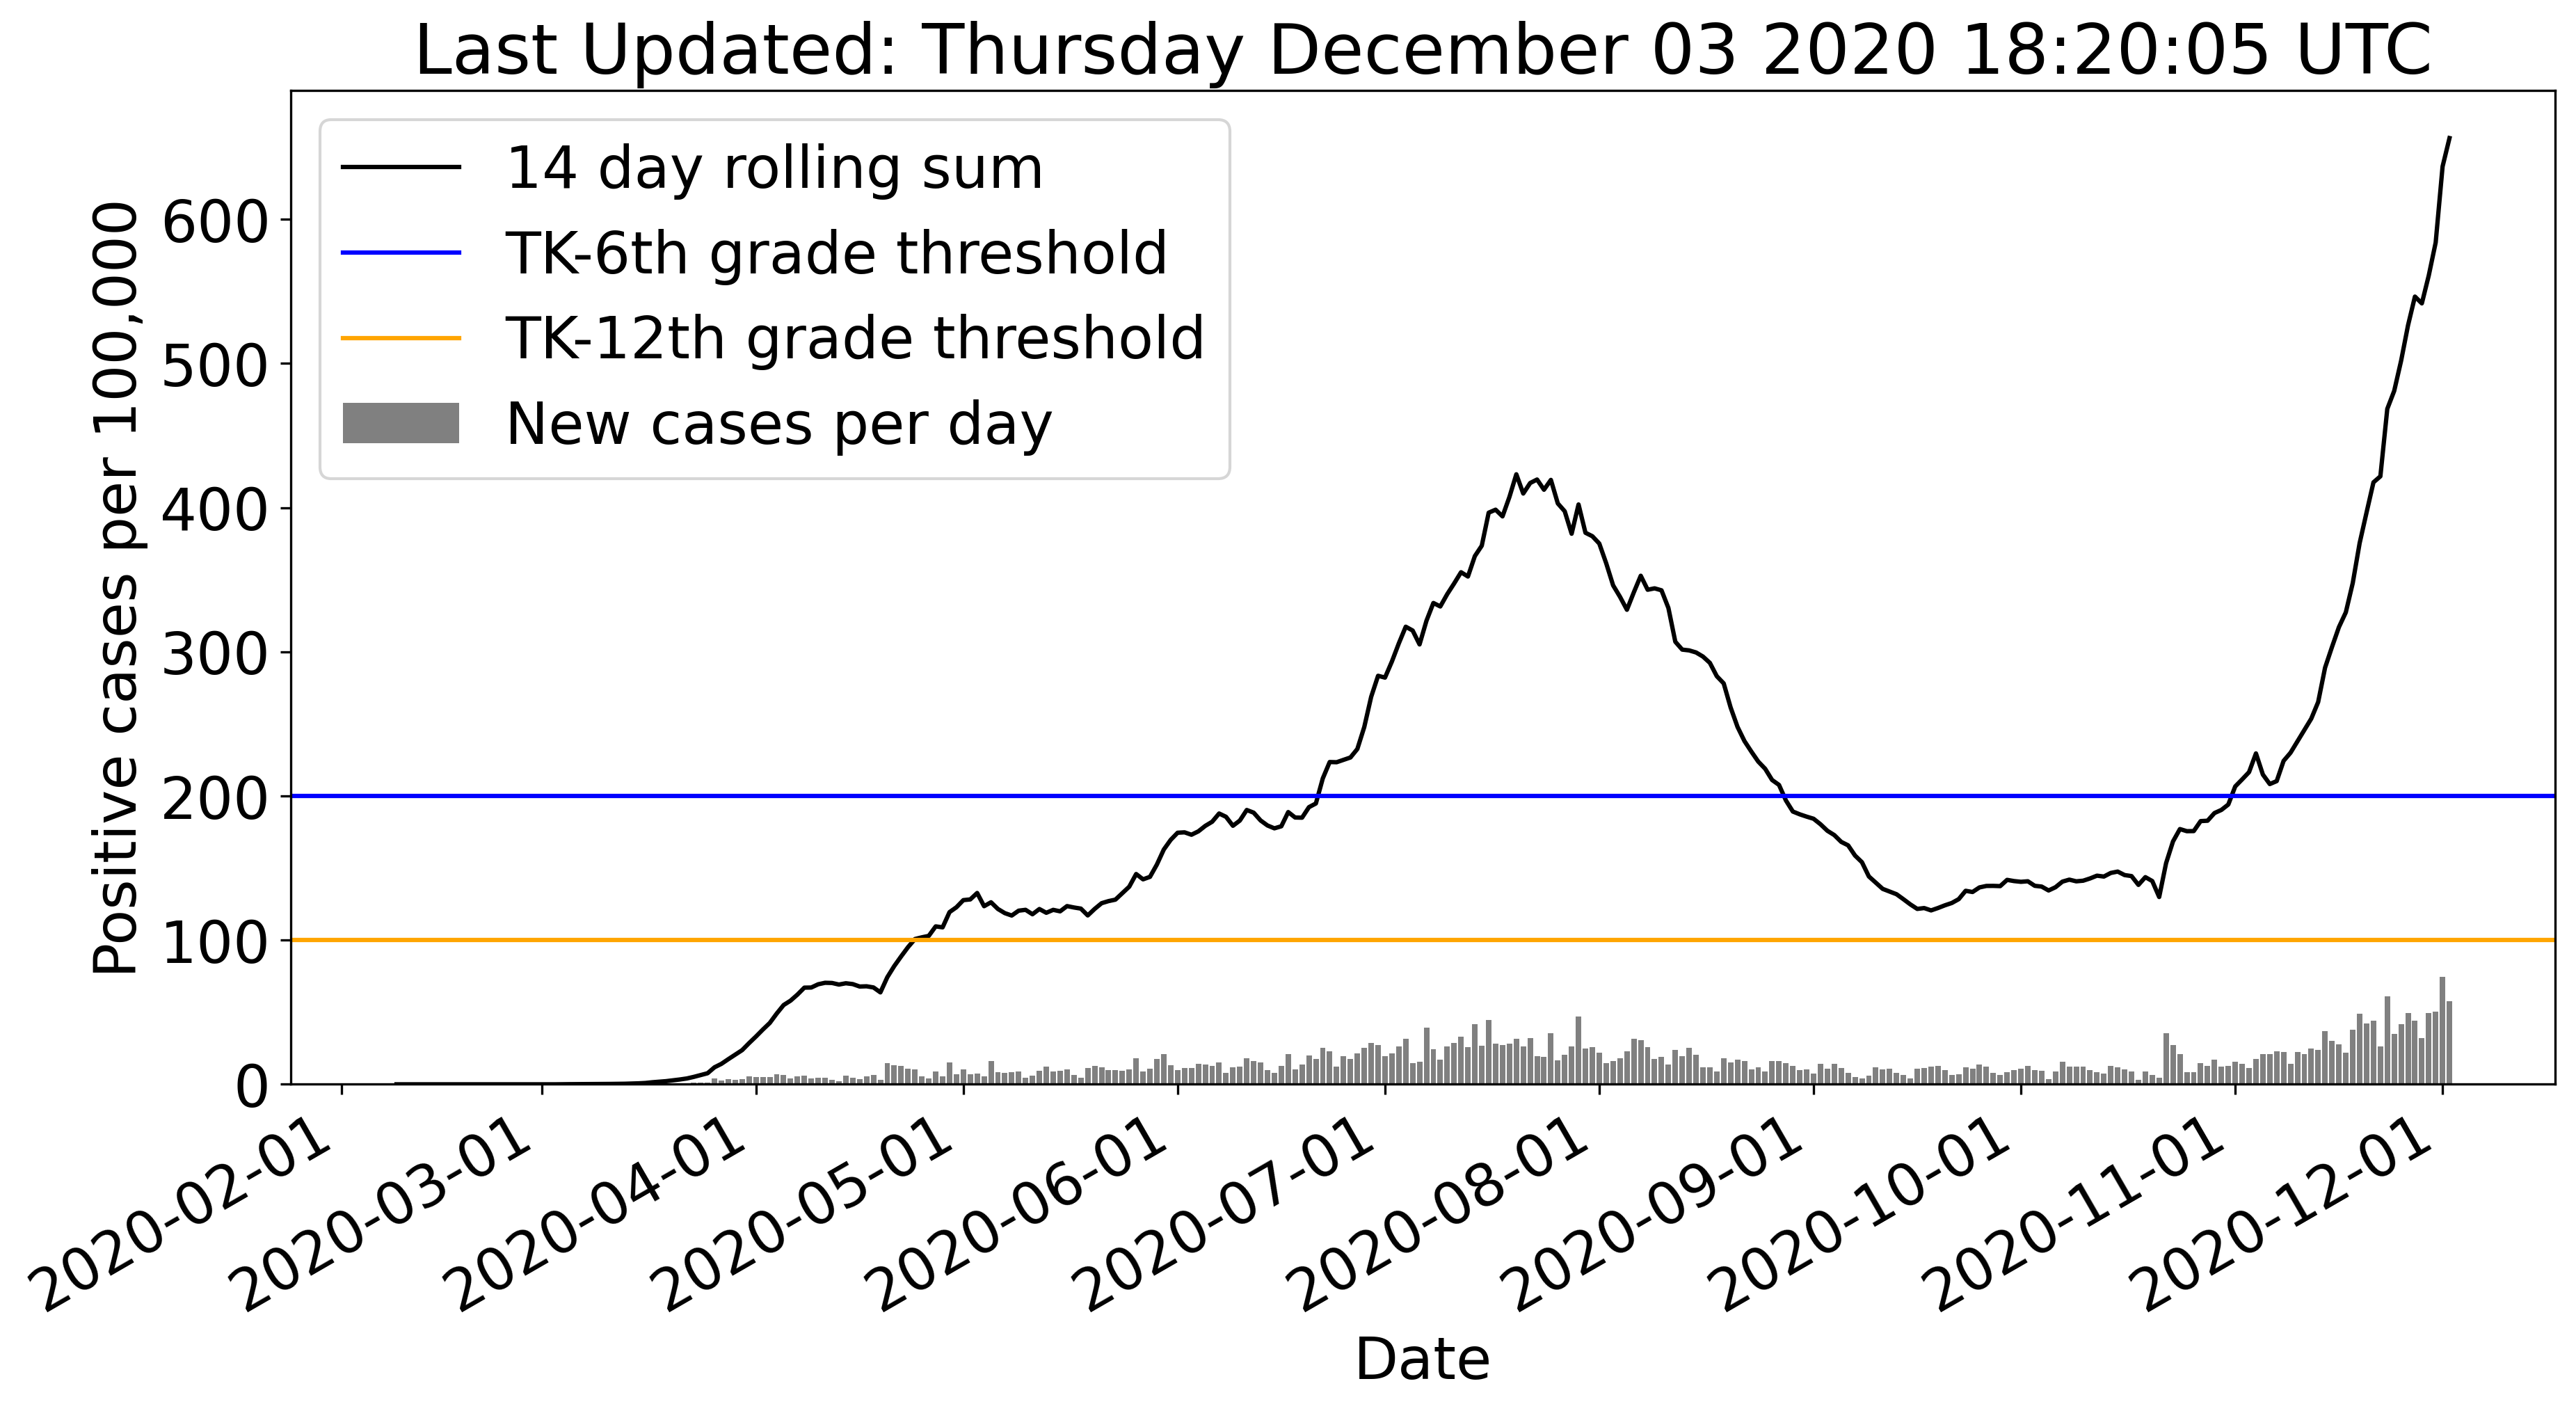 Last Updated: Thursday December 03 2020 18:20:05 UTC
14 day rolling sum
TK-6th grade threshold
TK-12th grade threshold
New cases per day
Positive cases per 100,000
600
500
400
300
200
100
0
2020-02-01
2020-03-01
2020-04-01
2020-05-01
2020-06-01
2020-07-01
2020-08-01
2020-09-01
2020-10-01
2020-11-01
2020-12-01
Date